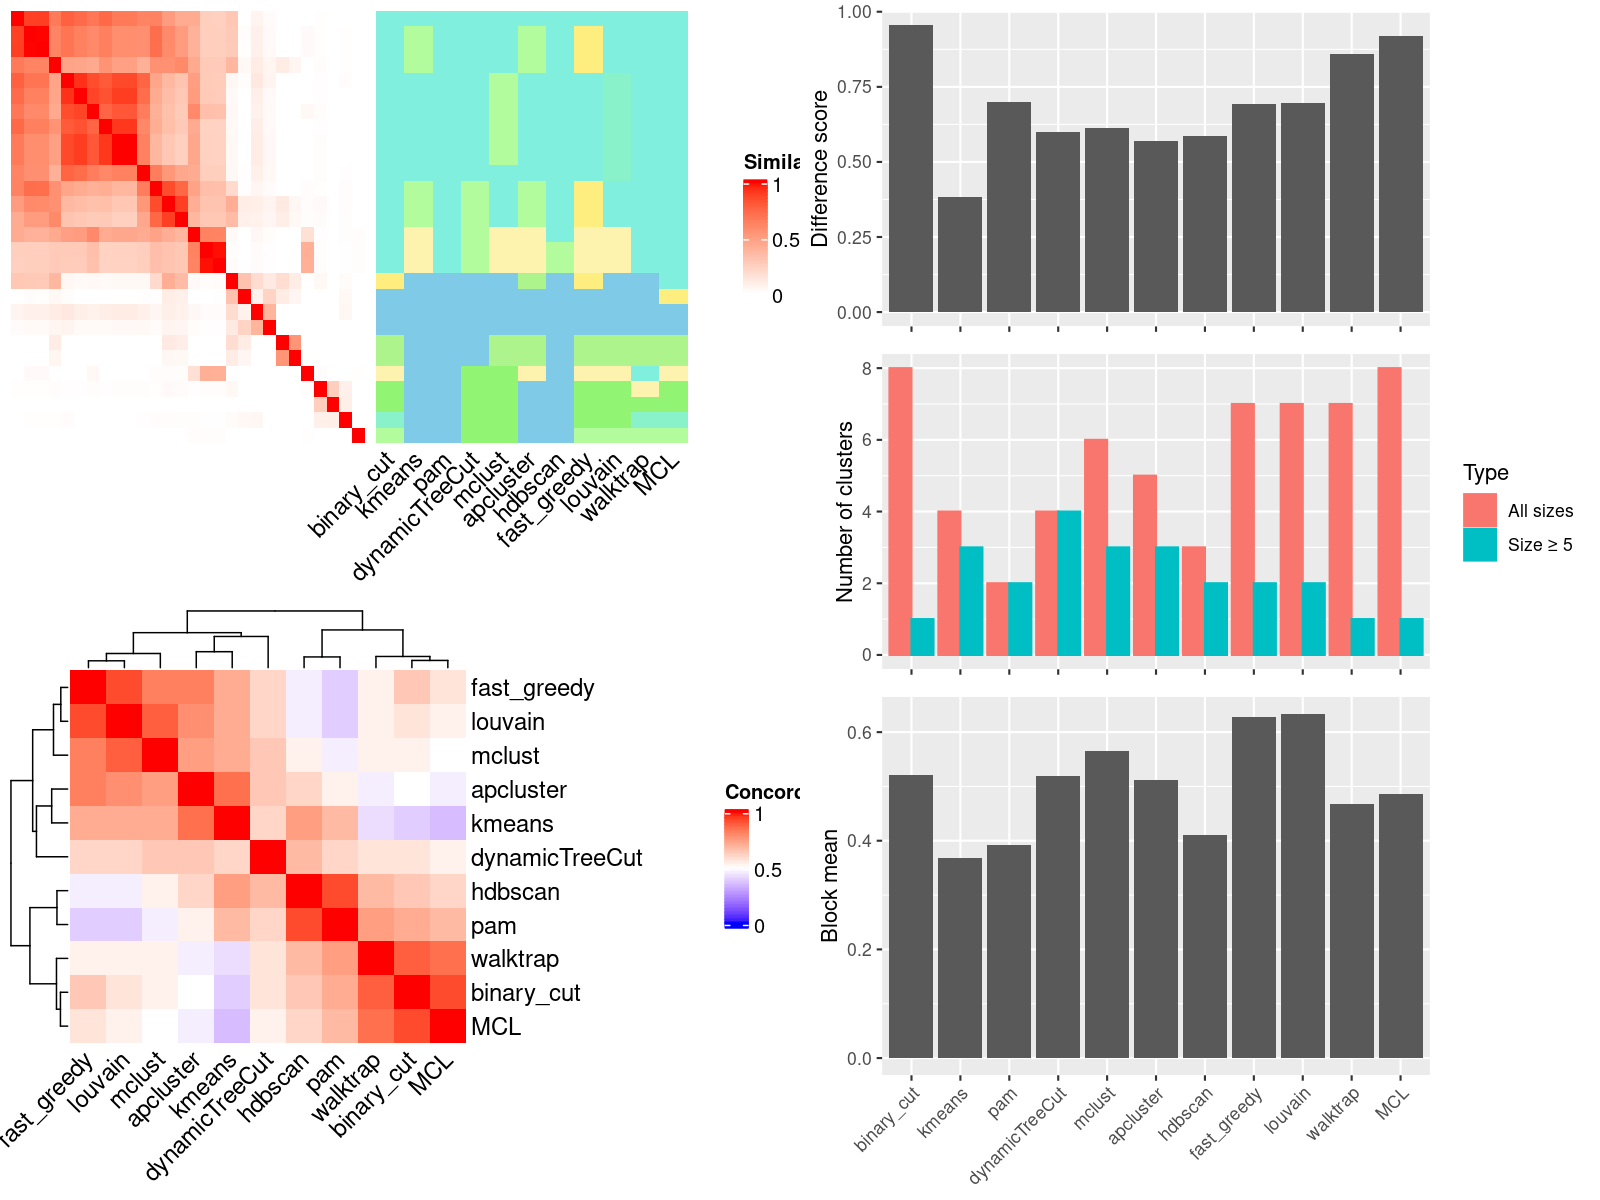 Simila
1
0.5
0
binary_cut
kmeans
pam
dynamicTreeCut
mclust
apcluster
hdbscan
fast_greedy
louvain
walktrap
MCL
fast_greedy
louvain
mclust
apcluster
kmeans
dynamicTreeCut
hdbscan
pam
walktrap
binary_cut
MCL
fast_greedy
louvain
mclust
apcluster
kmeans
dynamicTreeCut
hdbscan
pam
walktrap
binary_cut
MCL
Concord
1
0.5
0
Difference score
1.00
0.75
0.50
0.25
0.00
Number of clusters
8
6
4
2
0
Type
All sizes
Size ≥ 5
Block mean
0.6
0.4
0.2
0.0
binary_cut
kmeans
pam
dynamicTreeCut
mclust
apcluster
hdbscan
fast_greedy
louvain
walktrap
MCL